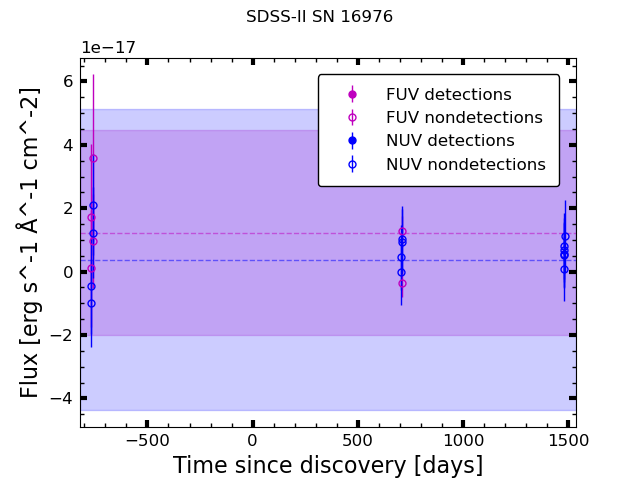 SDSS-II SN 16976
1e−17
FUV detections
FUV nondetections
NUV detections
NUV nondetections
6
4
2
0
−2
−4
Flux [erg s^-1 Å^-1 cm^-2]
−500
0
500
1000
1500
Time since discovery [days]